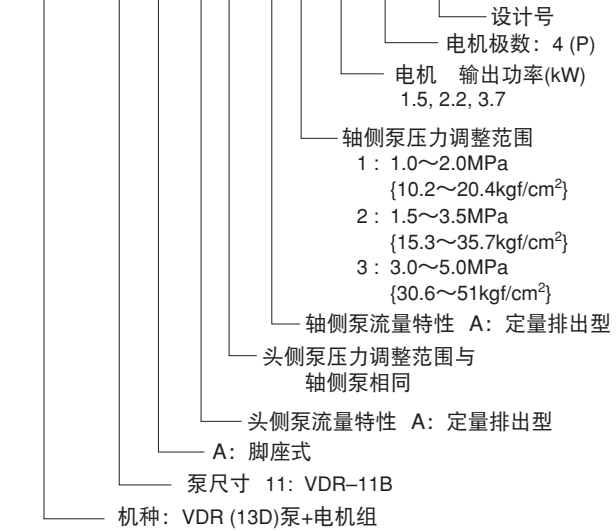 设计号
电机极数：4 (P)
电机 输出功率(kW)
1.5, 2.2, 3.7
轴侧泵压力调整范围
1：1.0～2.0MPa
{10.2～20.4kgf/cm²}
2：1.5～3.5MPa
{15.3～35.7kgf/cm²}
3：3.0～5.0MPa
{30.6～51kgf/cm²}
轴侧泵流量特性 A：定量排出型
头侧泵压力调整范围与
轴侧泵相同
头侧泵流量特性 A：定量排出型
A：脚座式
泵尺寸 11：VDR–11B
机种：VDR (13D)泵+电机组